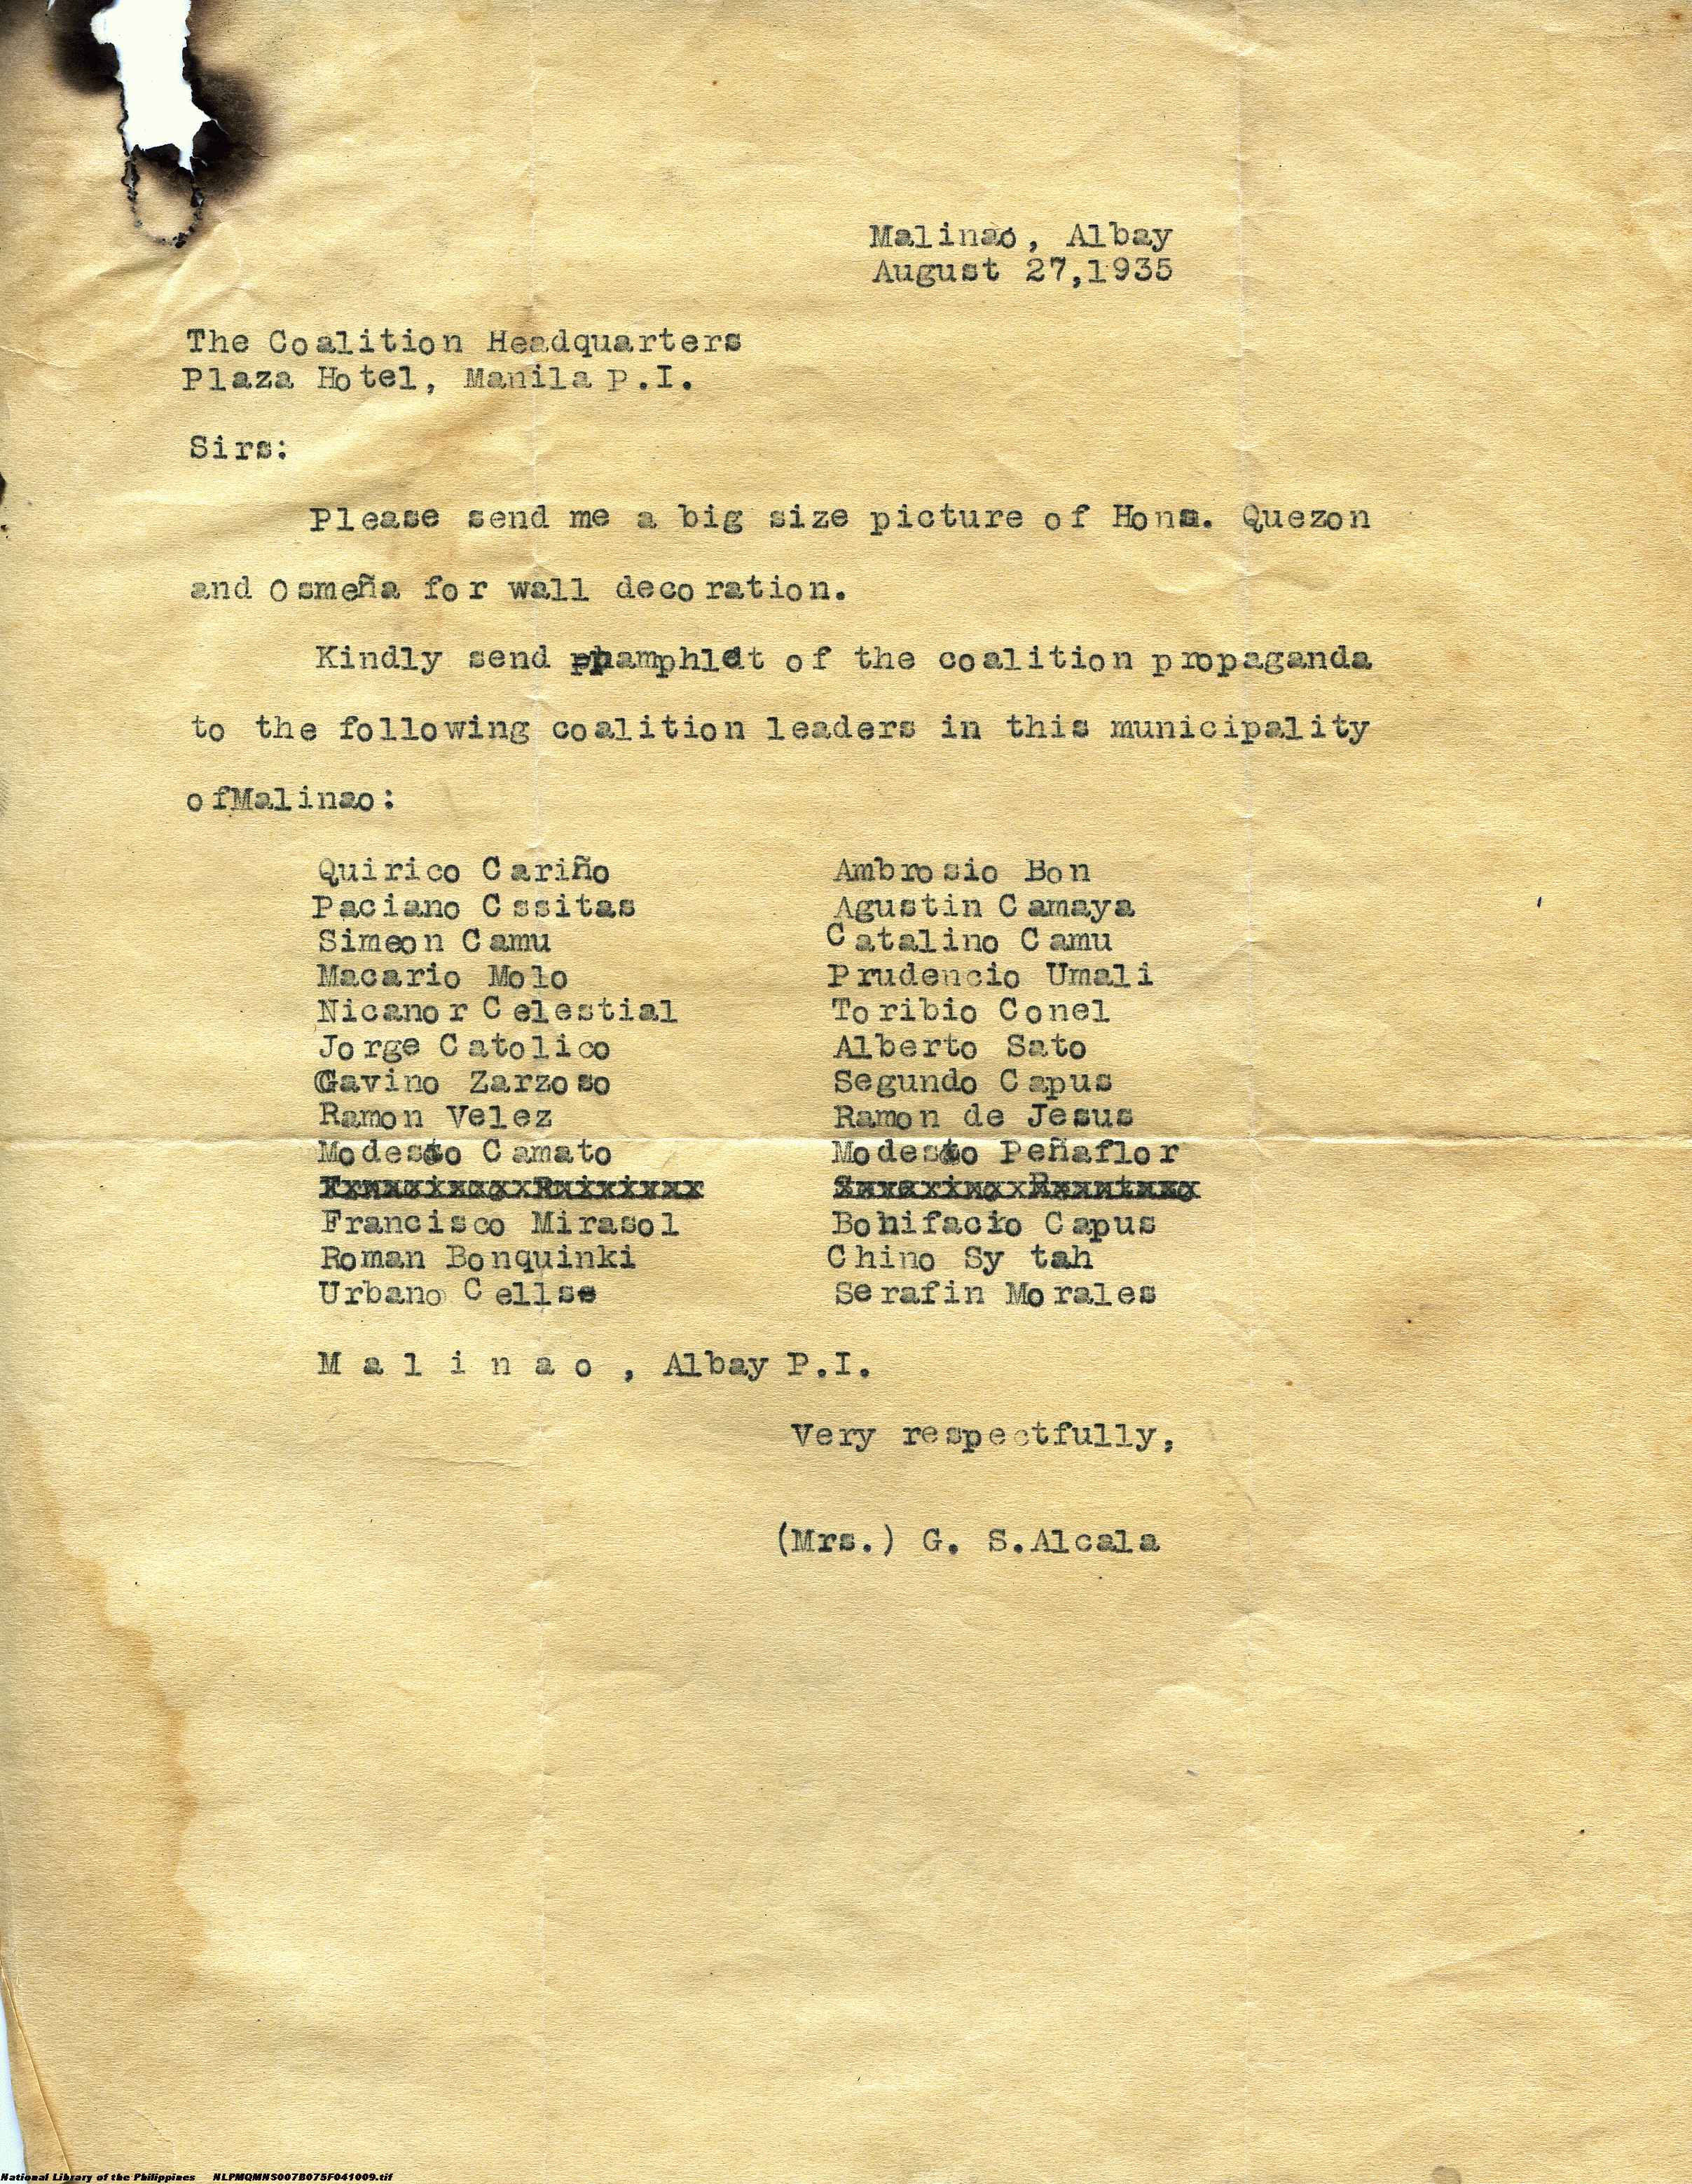 Malinao, Albay
August 27,1935
The Coalition Headquarters
Plaza Hotel, Manila P.I.
Sirs:
Please send me a big size picture of Hons. Quezon
and Osmeña for wall decoration.
Kindly send pamphlet of the coalition propaganda
to the following coalition leaders in this municipality
ofMalinao:
Quirico Cariño Ambrosio Bon
Paciano Cssitas Agustin Camaya
Simeon Camu Catalino Camu
Macario Molo Prudencio Umali
Nicanor Celestial Toribio Conel
Jorge Catolico Alberto Sato
Gavino Zarzoso Segundo Capus
Ramon Velez Ramon de Jesus
Modesto Camato Modesto Peñaflor
Francisco Mirasol Bonifacio Capus
Roman Bonquinki Chino Sy tah
Urbano Serafin Morales
Malinao, Albay P.I.
Very respectfully,
(Mrs.) G. S.Alcala
National Library of the Philippines NLPMQMNS007B075F041009.tif